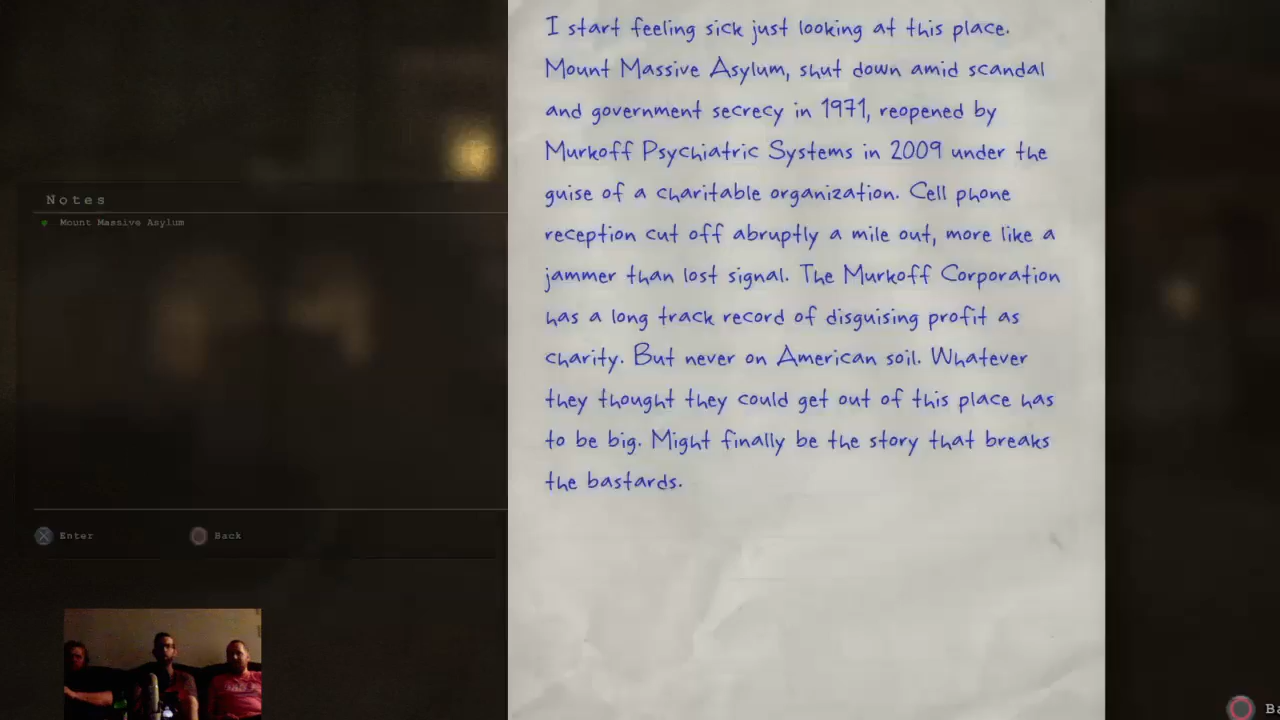 I start feeling sick just looking at this place.
Mount Massive Asylum, shut down amid scandal
and government secrecy in 1971, reopened by
Murkoff Psychiatric Systems in 2009 under the
guise of a charitable organization. Cell phone
reception cut off abruptly a mile out, more like a
jammer than lost signal. The Murkoff Corporation
has a long track record of disguising profit as
charity. But never on American soil. Whatever
they thought they could get out of this place has
to be big. Might finally be the story that breaks
the bastards.
Notes
Mount Massive Asylum
Enter
Back
Ba